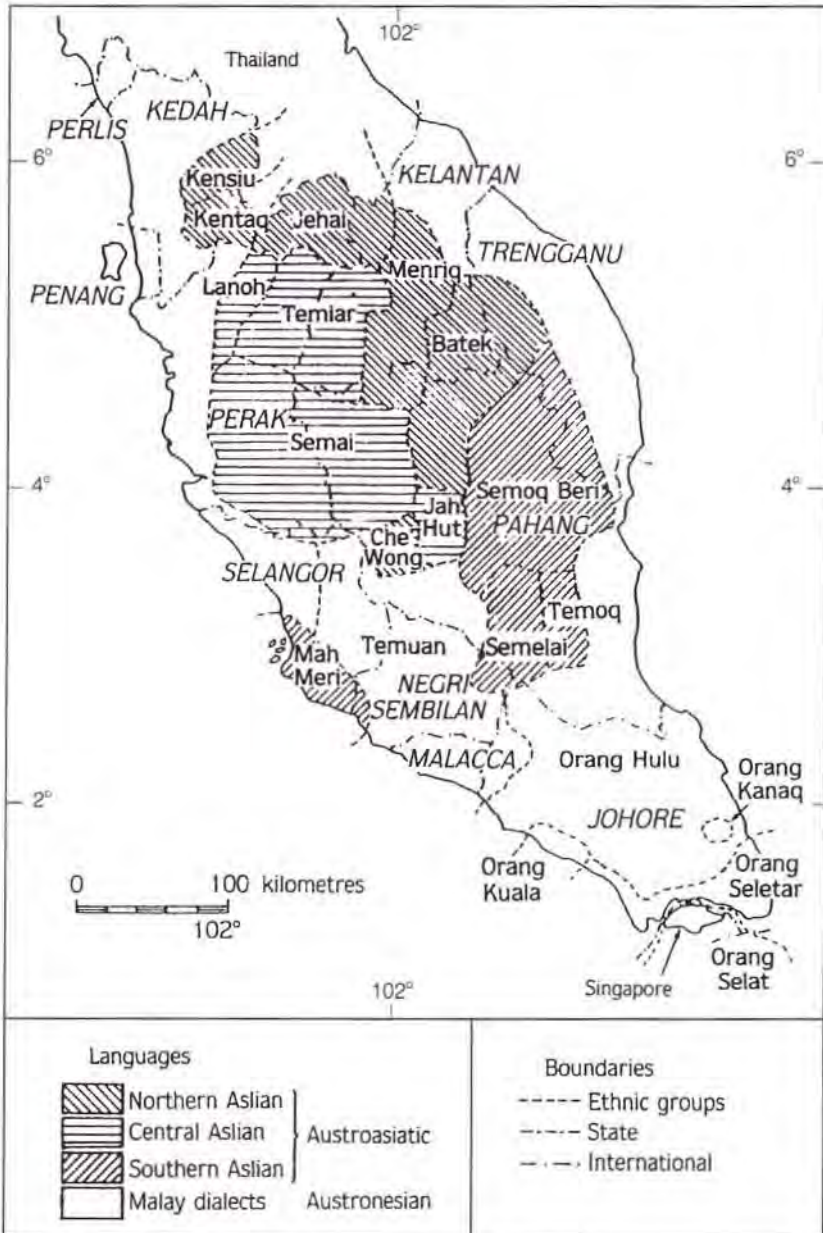 102°
Thailand
KEDAH
PERLIS
6°
6°
KELANTAN
Kensiu
Kentaq
Jehai
TRENGGANU
Menriq
PENANG
Lanoh
Temiar
Batek
PERAK
Semai
4°
4°
Jah
Hut
Semoq Beri
PAHANG
Che
Wong
SELANGOR
Temoq
Temuan
Semelai
Mah
Meri
NEGRI
SEMBILAN
MALACCA
Orang Hulu
Orang
Kanaq
2°
2°
JOHORE
Orang
Kuala
Orang
Seletar
0 100 kilometres
102°
Orang
Selat
Singapore
102°
Languages
Northern Aslian
Central Aslian
Austroasiatic
Southern Aslian
Malay dialects Austronesian
Boundaries
Ethnic groups
State
International